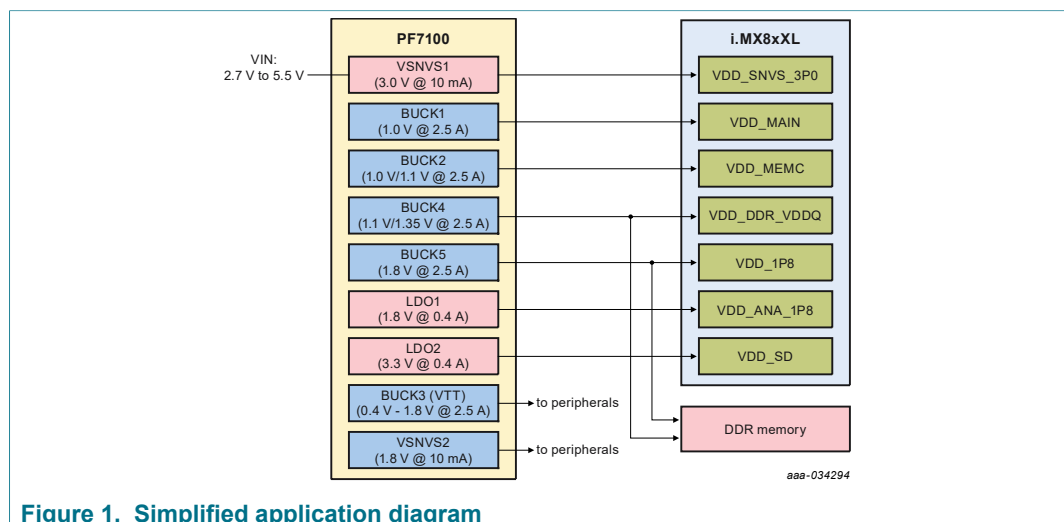 PF7100
i.MX8xXL
VIN:
2.7 V to 5.5 V
VSNVS1
(3.0 V @ 10 mA)
VDD_SNVS_3P0
BUCK1
(1.0 V @ 2.5 A)
VDD_MAIN
BUCK2
(1.0 V/1.1 V @ 2.5 A)
VDD_MEMC
BUCK4
(1.1 V/1.35 V @ 2.5 A)
VDD_DDR_VDDQ
BUCK5
(1.8 V @ 2.5 A)
VDD_1P8
LDO1
(1.8 V @ 0.4 A)
VDD_ANA_1P8
LDO2
(3.3 V @ 0.4 A)
VDD_SD
BUCK3 (VTT)
(0.4 V - 1.8 V @ 2.5 A)
to peripherals
DDR memory
VSNVS2
(1.8 V @ 10 mA)
to peripherals
aaa-034294
Figure 1. Simplified application diagram